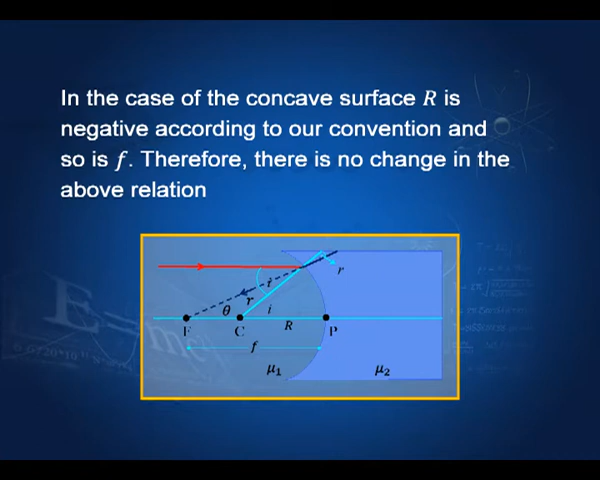 In the case of the concave surface R is
negative according to our convention and
so is f. Therefore, there is no change in the
above relation
r
i
r
θ
i
F
C
R
P
f
μ₁
μ₂
E=mc